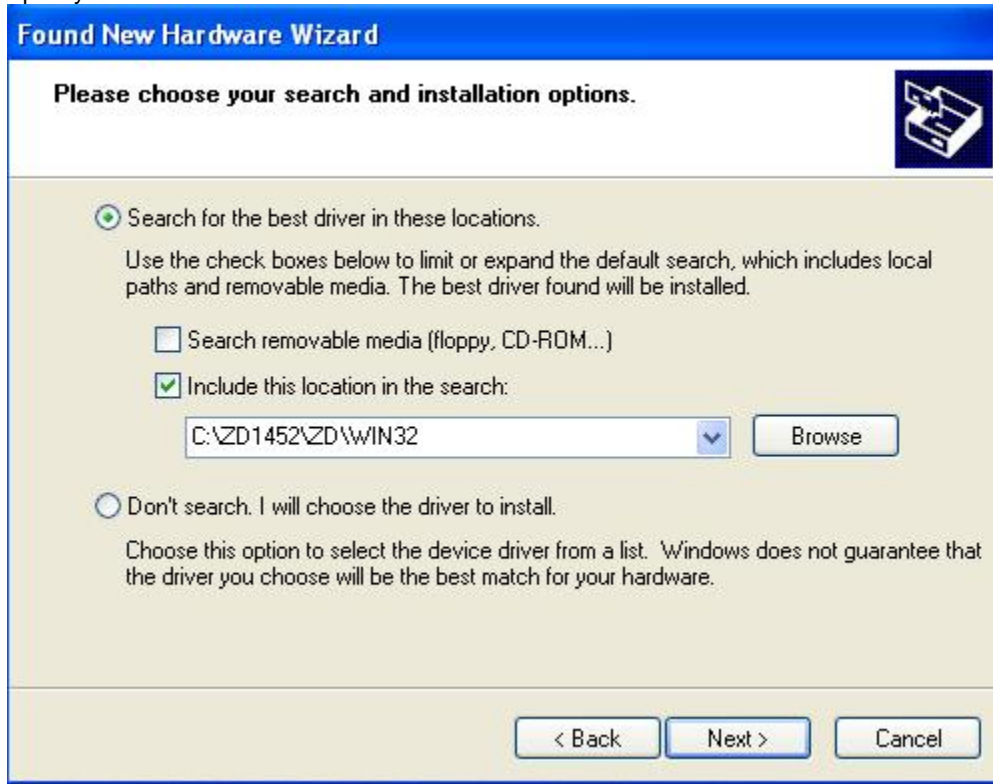 Found New Hardware Wizard
Please choose your search and installation options.
Search for the best driver in these locations.
Use the check boxes below to limit or expand the default search, which includes local
paths and removable media. The best driver found will be installed.
Search removable media (floppy, CD-ROM...)
Include this location in the search:
C:\ZD1452\ZD\WIN32
Browse
Don't search. I will choose the driver to install.
Choose this option to select the device driver from a list. Windows does not guarantee that
the driver you choose will be the best match for your hardware.
< Back
Next >
Cancel